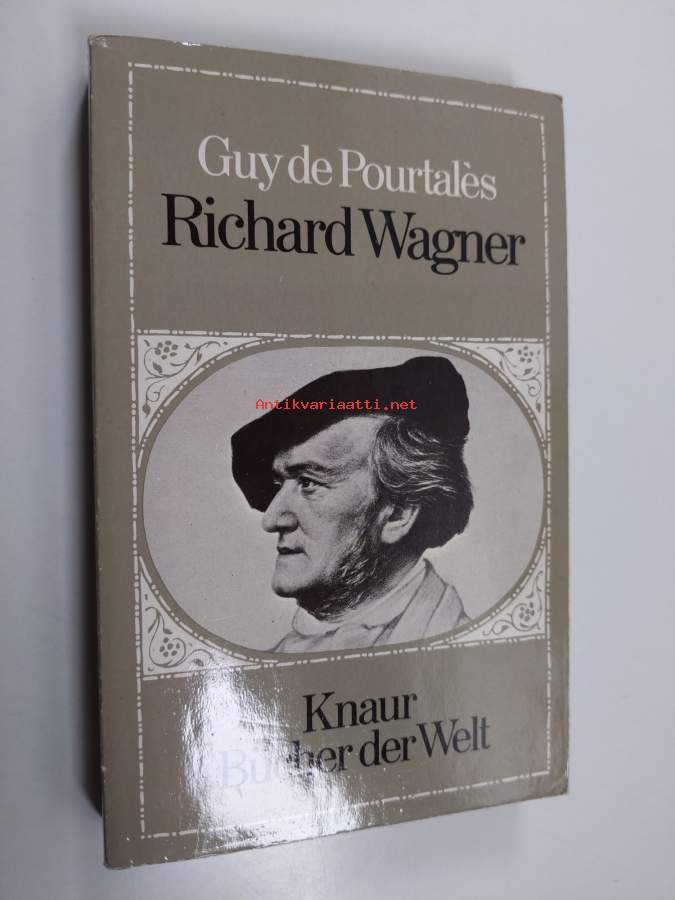 Guy de Pourtalès
Richard Wagner
Antikvariaatti.net
Knaur
Bücher der Welt